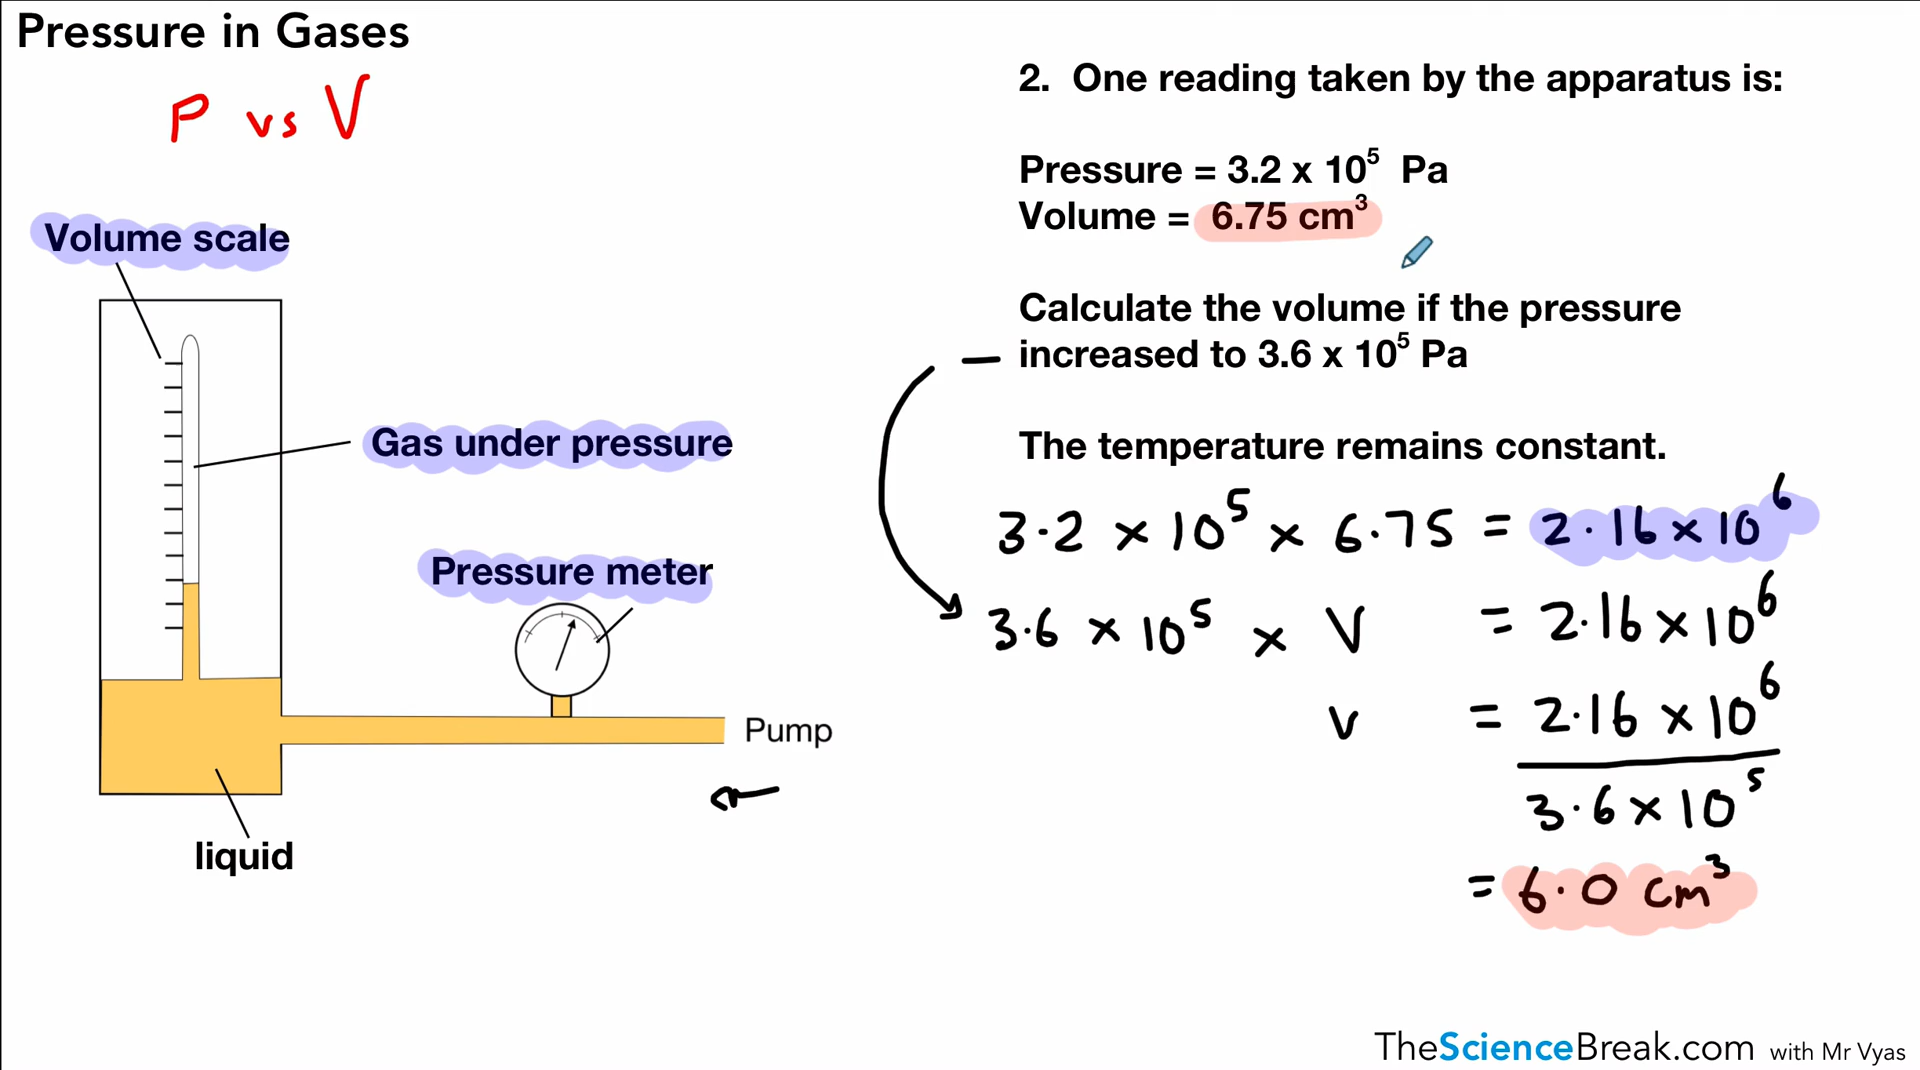 Pressure in Gases
P vs V
Volume scale
Gas under pressure
Pressure meter
Pump
liquid
2. One reading taken by the apparatus is:
Pressure = 3.2 x 10⁵ Pa
Volume = 6.75 cm³
Calculate the volume if the pressure
increased to 3.6 x 10⁵ Pa
The temperature remains constant.
3.2 × 10⁵ × 6.75 = 2.16 × 10⁶
3.6 × 10⁵ × V = 2.16 × 10⁶
V = 2.16 × 10⁶
3.6 × 10⁵
= 6.0 cm³
TheScienceBreak.com with Mr Vyas